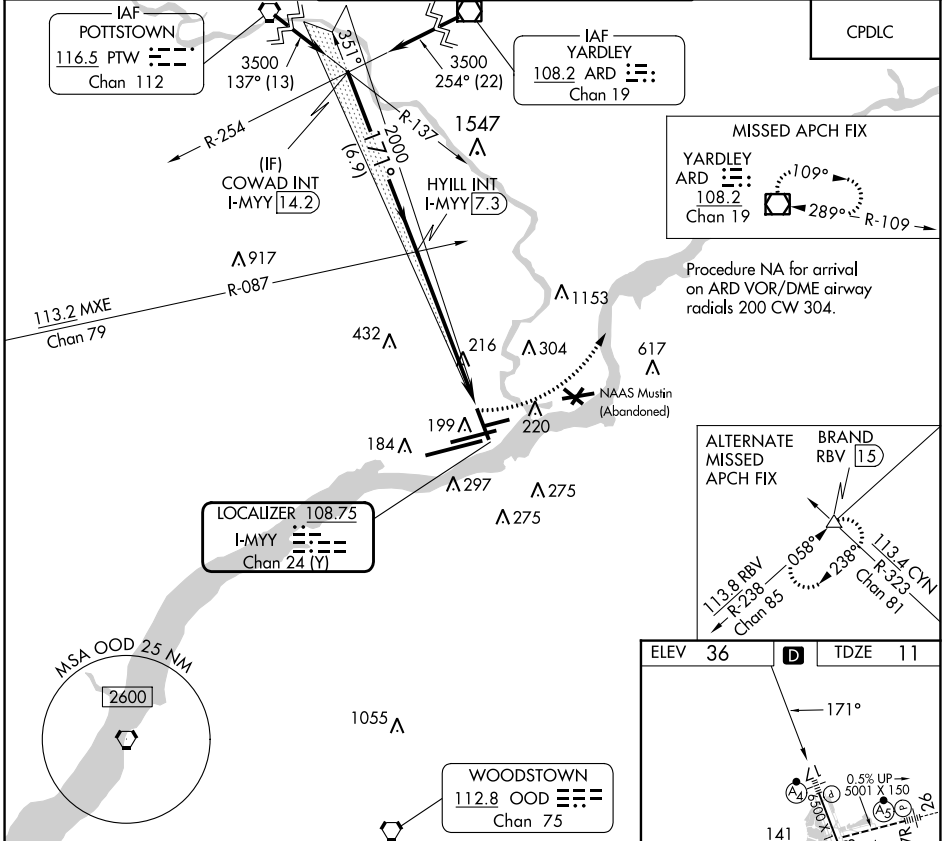 IAF
POTTSTOWN
116.5 PTW
Chan 112
3500
137° (13)
351°
3500
254° (22)
IAF
YARDLEY
108.2 ARD
Chan 19
CPDLC
R-254
R-137
2000
171°
(6.9)
1547
(IF)
COWAD INT
I-MYY 14.2
HYILL INT
I-MYY 7.3
MISSED APCH FIX
YARDLEY
ARD
108.2
Chan 19
109°
289°
R-109
917
R-087
113.2 MXE
Chan 79
Procedure NA for arrival
on ARD VOR/DME airway
radials 200 CW 304.
1153
432
216
304
617
NAAS Mustin
(Abandoned)
199
220
184
297
275
275
LOCALIZER 108.75
I-MYY
Chan 24 (Y)
ALTERNATE
MISSED
APCH FIX
BRAND
RBV 15
058°
238°
113.8 RBV
R-238
Chan 85
113.4 CYN
R-323
Chan 81
MSA OOD 25 NM
2600
1055
WOODSTOWN
112.8 OOD
Chan 75
ELEV 36
D
TDZE 11
171°
17
A4
P
0.5% UP
5001 X 150
A5
P
26
6500 X 1
141